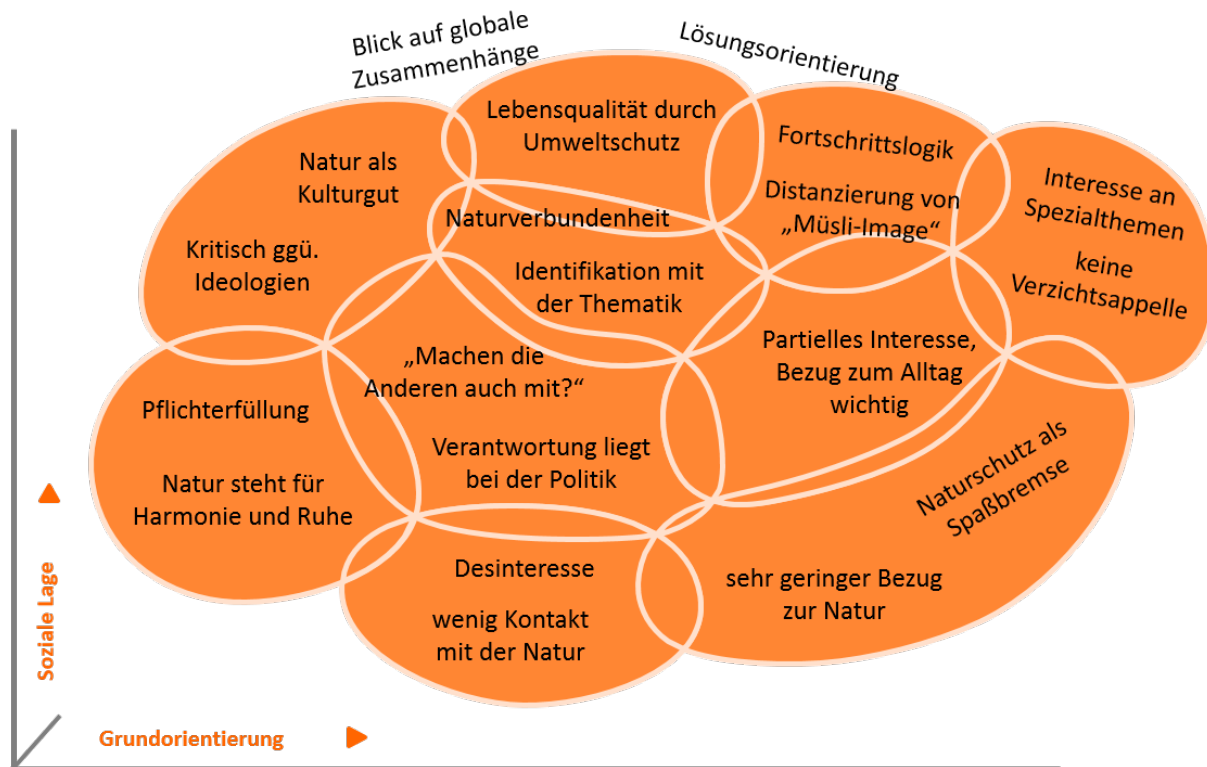 Blick auf globale
Zusammenhänge
Lösungsorientierung
Lebensqualität durch
Umweltschutz
Fortschrittslogik
Distanzierung von
„Müsli-Image“
Interesse an
Spezialthemen
keine
Verzichtsappelle
Natur als
Kulturgut
Kritisch ggü.
Ideologien
Naturverbundenheit
Identifikation mit
der Thematik
„Machen die
Anderen auch mit?“
Verantwortung liegt
bei der Politik
Partielles Interesse,
Bezug zum Alltag
wichtig
Pflichterfüllung
Natur steht für
Harmonie und Ruhe
Naturschutz als
Spaßbremse
sehr geringer Bezug
zur Natur
Desinteresse
wenig Kontakt
mit der Natur
Soziale Lage
Grundorientierung